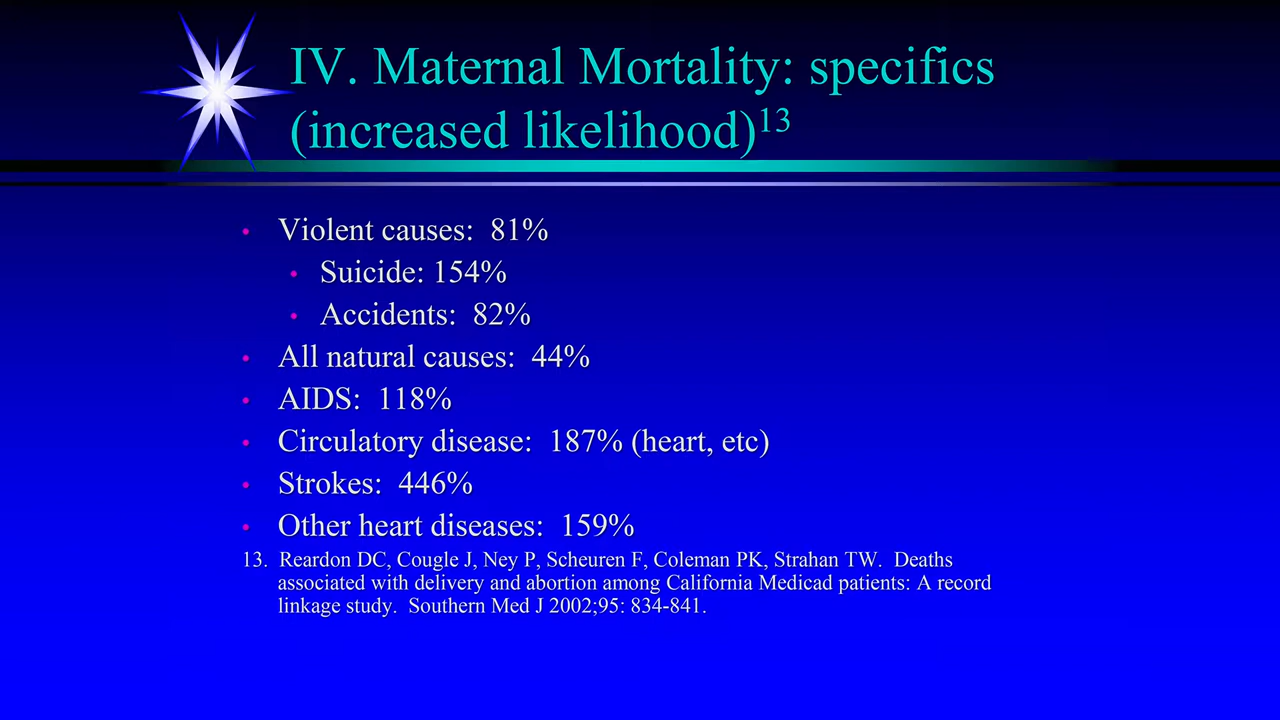 IV. Maternal Mortality: specifics
(increased likelihood)13
• Violent causes:  81%
• Suicide: 154%
• Accidents:  82%
• All natural causes:  44%
• AIDS:  118%
• Circulatory disease:  187% (heart, etc)
• Strokes:  446%
• Other heart diseases:  159%
13.  Reardon DC, Cougle J, Ney P, Scheuren F, Coleman PK, Strahan TW.  Deaths
associated with delivery and abortion among California Medicad patients: A record
linkage study.  Southern Med J 2002;95: 834-841.